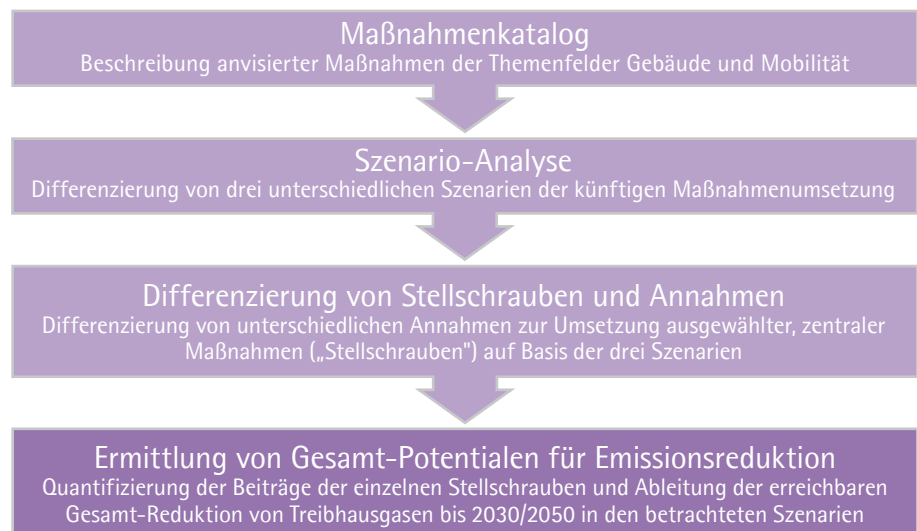 Maßnahmenkatalog
Beschreibung anvisierter Maßnahmen der Themenfelder Gebäude und Mobilität
Szenario-Analyse
Differenzierung von drei unterschiedlichen Szenarien der künftigen Maßnahmenumsetzung
Differenzierung von Stellschrauben und Annahmen
Differenzierung von unterschiedlichen Annahmen zur Umsetzung ausgewählter, zentraler
Maßnahmen („Stellschrauben") auf Basis der drei Szenarien
Ermittlung von Gesamt-Potentialen für Emissionsreduktion
Quantifizierung der Beiträge der einzelnen Stellschrauben und Ableitung der erreichbaren
Gesamt-Reduktion von Treibhausgasen bis 2030/2050 in den betrachteten Szenarien